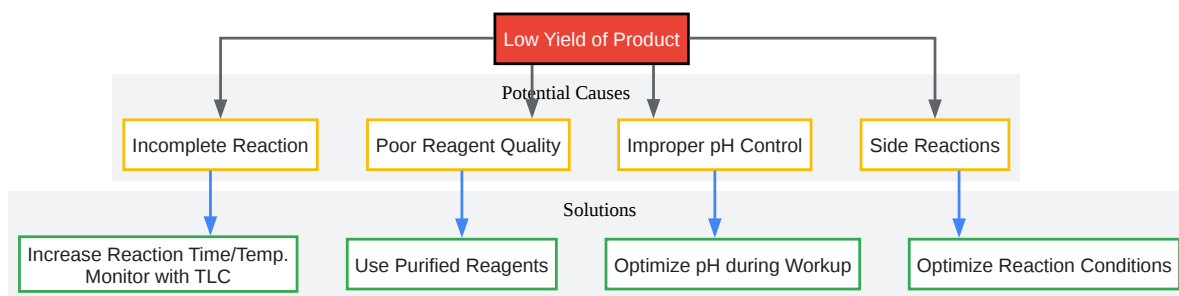 Low Yield of Product
Potential Causes
Incomplete Reaction
Poor Reagent Quality
Improper pH Control
Side Reactions
Solutions
Increase Reaction Time/Temp.
Monitor with TLC
Use Purified Reagents
Optimize pH during Workup
Optimize Reaction Conditions